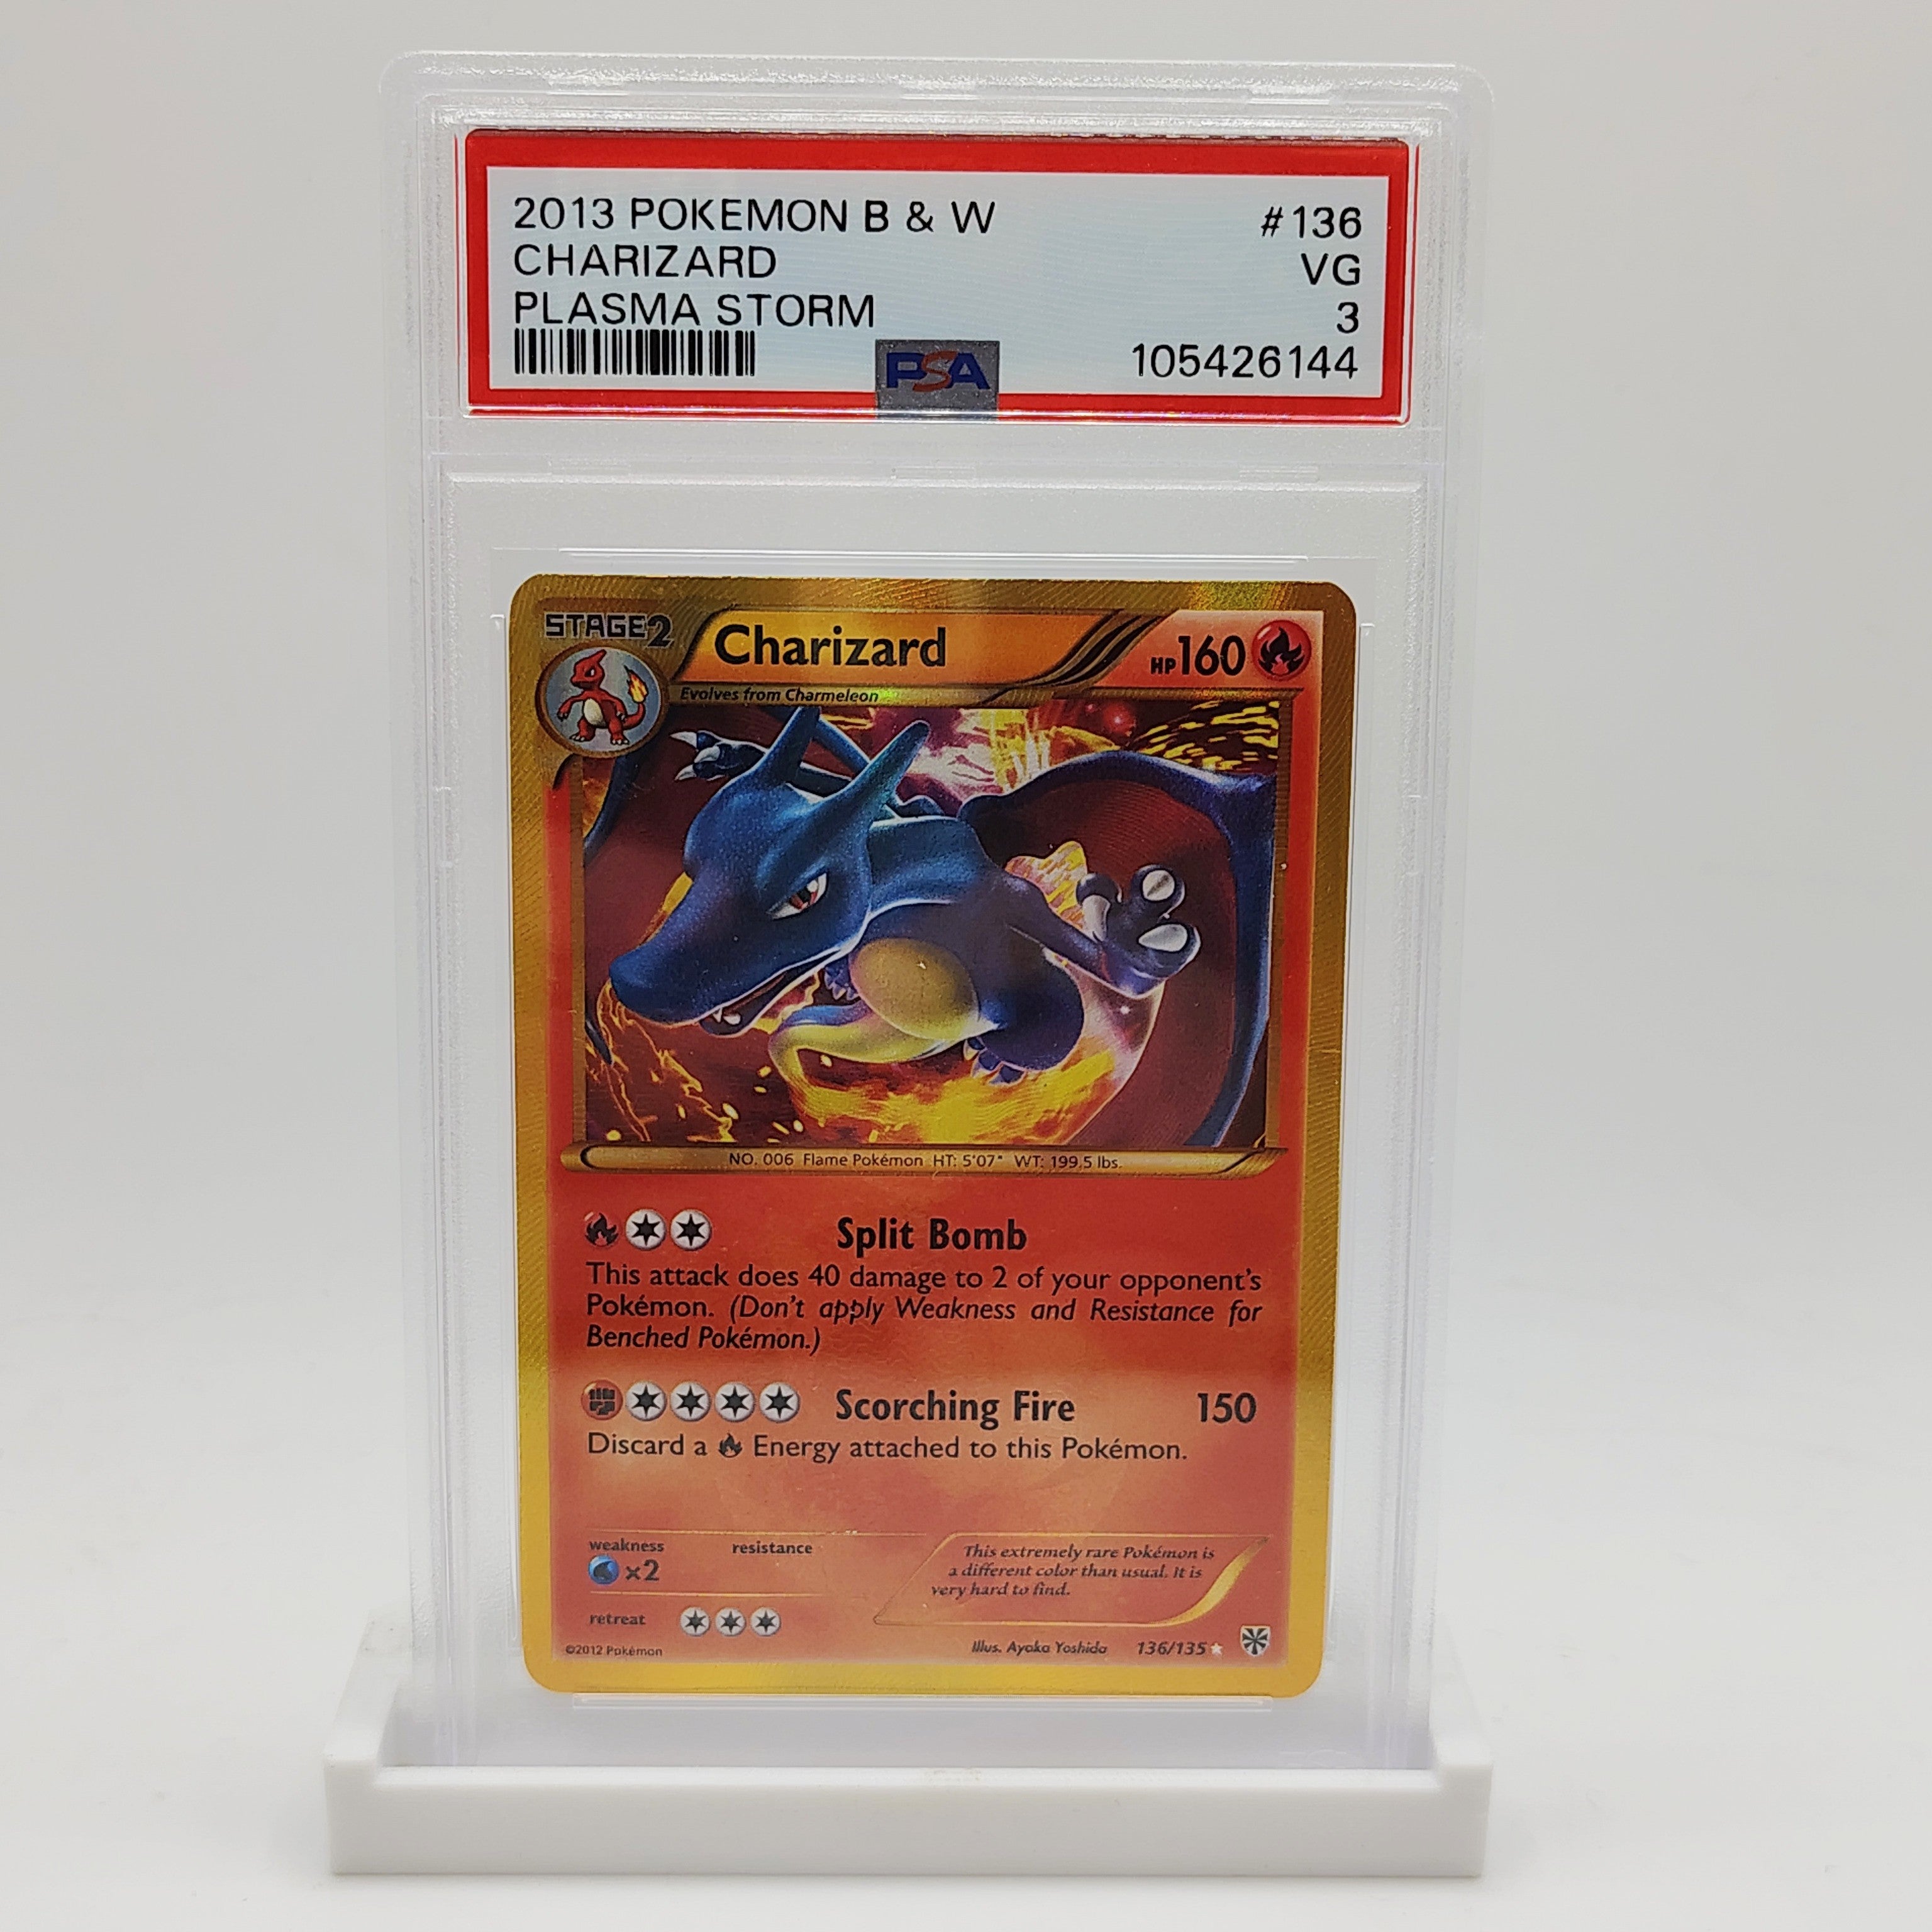 2013 POKEMON B & W #136
CHARIZARD VG
PLASMA STORM 3
PSA 105426144
STAGE2 Charizard HP160
Evolves from Charmeleon
NO. 006 Flame Pokémon HT: 5'07" WT: 199.5 lbs.
Split Bomb
This attack does 40 damage to 2 of your opponent's
Pokémon. (Don't apply Weakness and Resistance for
Benched Pokémon.)
Scorching Fire 150
Discard a Energy attached to this Pokémon.
weakness resistance
×2
This extremely rare Pokémon is
a different color than usual. It is
very hard to find.
retreat
©2012 Pokémon Illus. Ayaka Yoshida 136/135